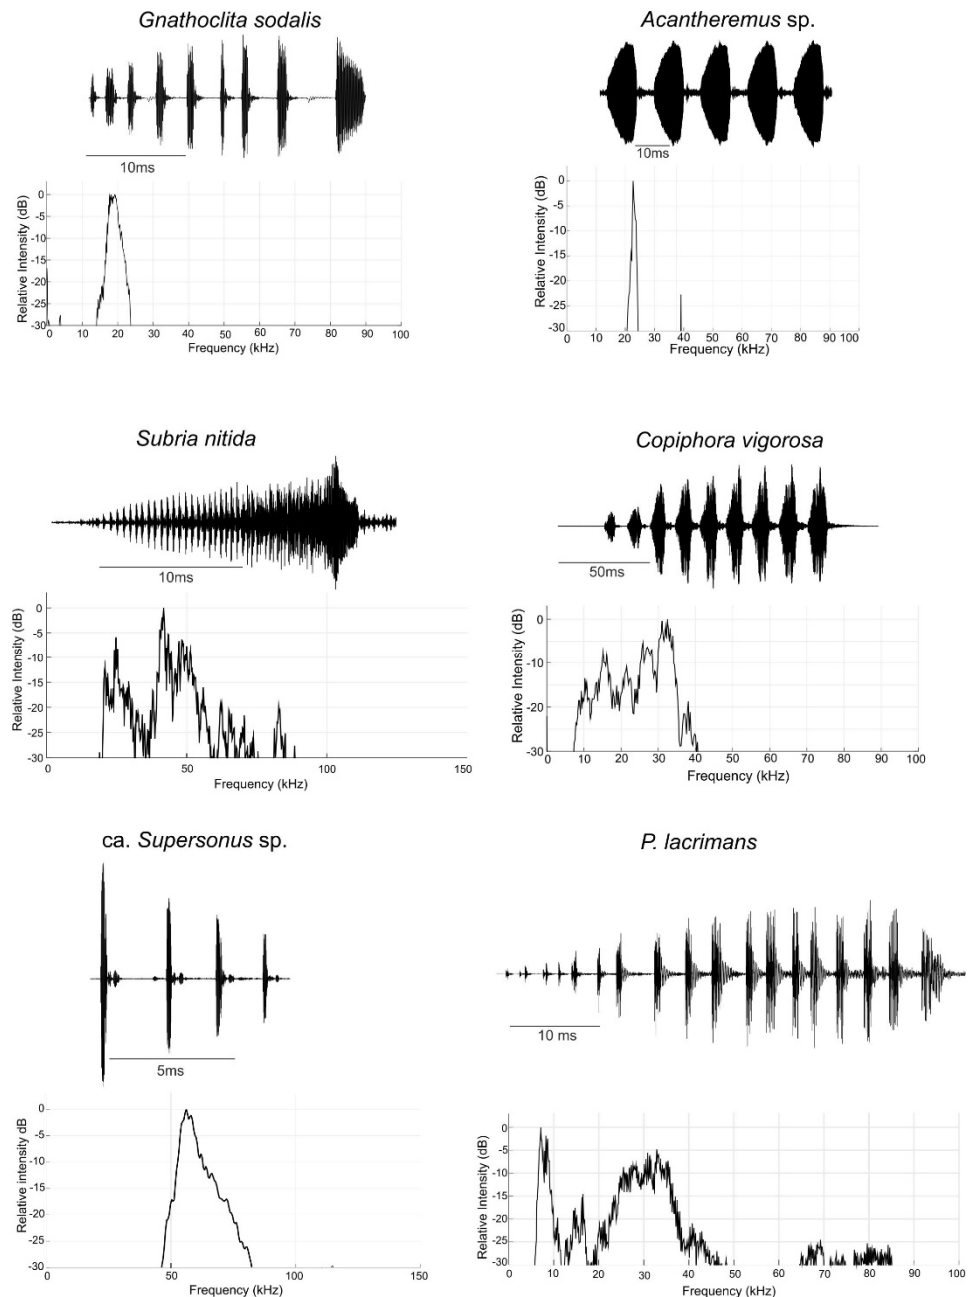 Gnathoclita sodalis
10ms
Relative Intensity (dB)
0
-5
-10
-15
-20
-25
-30
0 10 20 30 40 50 60 70 80 90 100
Frequency (kHz)
Acantheremus sp.
10ms
Relative Intensity (dB)
0
-5
-10
-15
-20
-25
-30
0 10 20 30 40 50 60 70 80 90 100
Frequency (kHz)
Subria nitida
10ms
Relative Intensity (dB)
0
-5
-10
-15
-20
-25
-30
0 50 100 150
Frequency (kHz)
Copiphora vigorosa
50ms
Relative Intensity (dB)
0
-10
-20
-30
0 10 20 30 40 50 60 70 80 90 100
Frequency (kHz)
ca. Supersonus sp.
5ms
Relative intensity dB
0
-5
-10
-15
-20
-25
-30
0 50 100 150
Frequency (kHz)
P. lacrimans
10 ms
Relative Intensity (dB)
0
-5
-10
-15
-20
-25
-30
0 10 20 30 40 50 60 70 80 90 100
Frequency (kHz)